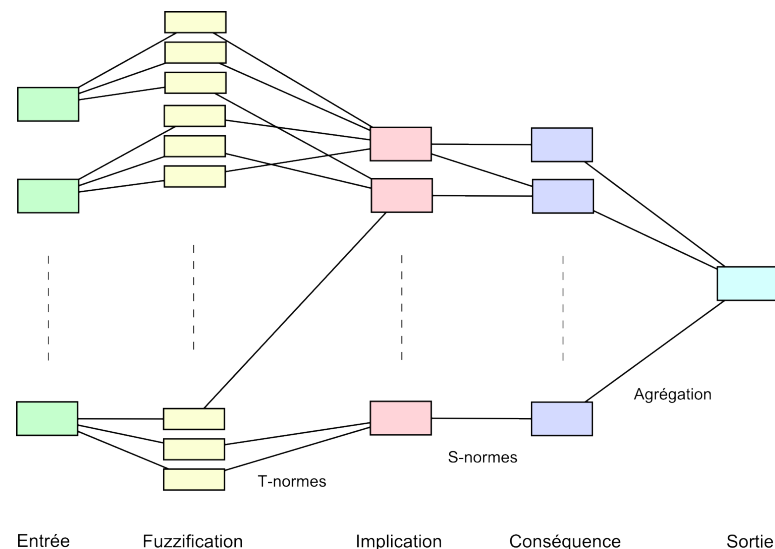 Agrégation
S-normes
T-normes
Entrée Fuzzification Implication Conséquence Sortie